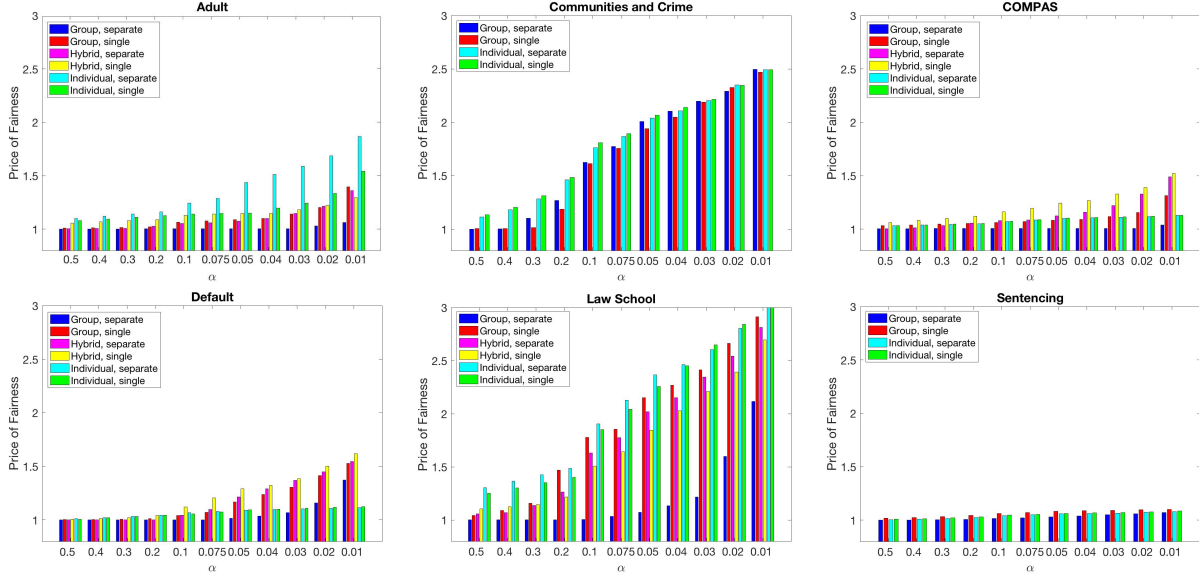 Adult
3
2.5
2
1.5
1
Price of Fairness
Group, separate
Group, single
Hybrid, separate
Hybrid, single
Individual, separate
Individual, single
0.5 0.4 0.3 0.2 0.1 0.075 0.05 0.04 0.03 0.02 0.01
α
Communities and Crime
3
2.5
2
1.5
1
Price of Fairness
Group, separate
Group, single
Individual, separate
Individual, single
0.5 0.4 0.3 0.2 0.1 0.075 0.05 0.04 0.03 0.02 0.01
α
COMPAS
3
2.5
2
1.5
1
Price of Fairness
Group, separate
Group, single
Hybrid, separate
Hybrid, single
Individual, separate
Individual, single
0.5 0.4 0.3 0.2 0.1 0.075 0.05 0.04 0.03 0.02 0.01
α
Default
3
2.5
2
1.5
1
Price of Fairness
Group, separate
Group, single
Hybrid, separate
Hybrid, single
Individual, separate
Individual, single
0.5 0.4 0.3 0.2 0.1 0.075 0.05 0.04 0.03 0.02 0.01
α
Law School
3
2.5
2
1.5
1
Price of Fairness
Group, separate
Group, single
Hybrid, separate
Hybrid, single
Individual, separate
Individual, single
0.5 0.4 0.3 0.2 0.1 0.075 0.05 0.04 0.03 0.02 0.01
α
Sentencing
3
2.5
2
1.5
1
Price of Fairness
Group, separate
Group, single
Individual, separate
Individual, single
0.5 0.4 0.3 0.2 0.1 0.075 0.05 0.04 0.03 0.02 0.01
α